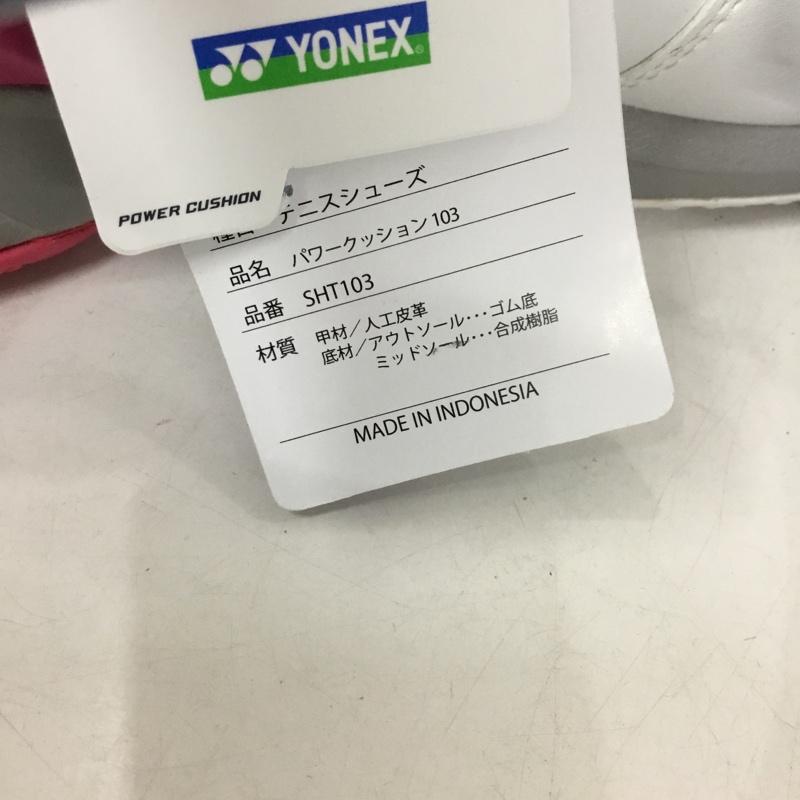 YONEX®
POWER CUSHION
テニスシューズ
品名 パワークッション103
品番 SHT103
材質 甲材／人工皮革
底材／アウトソール･･･ゴム底
ミッドソール･･･合成樹脂
MADE IN INDONESIA